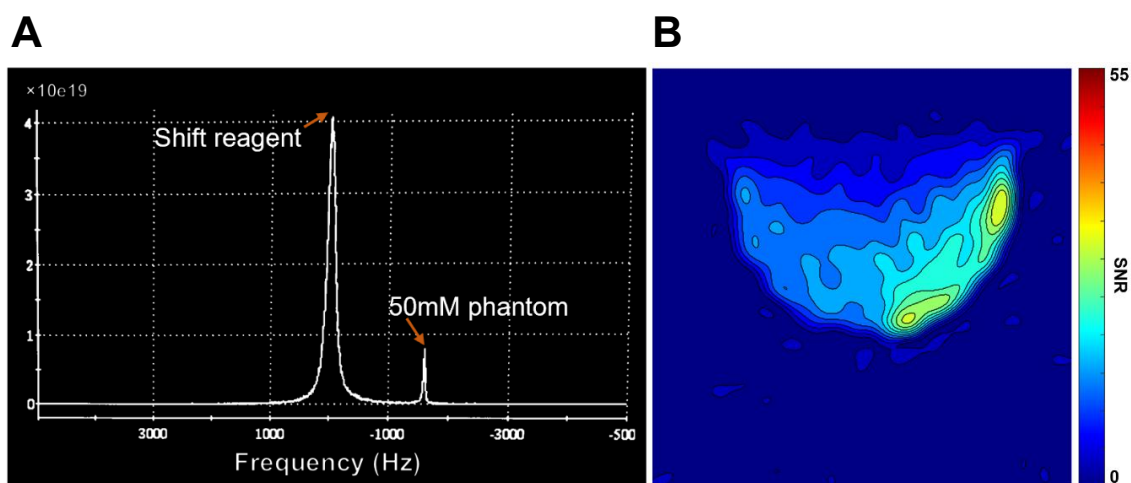 A
B
×10e19
4
Shift reagent
3
2
50mM phantom
1
0
3000
1000
-1000
-3000
-500
Frequency (Hz)
55
SNR
0